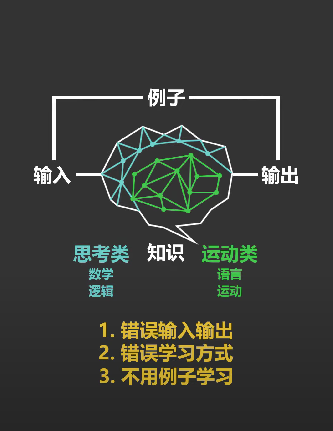 例子
输入
输出
思考类 知识 运动类
数学 语言
逻辑 运动
1. 错误输入输出
2. 错误学习方式
3. 不用例子学习